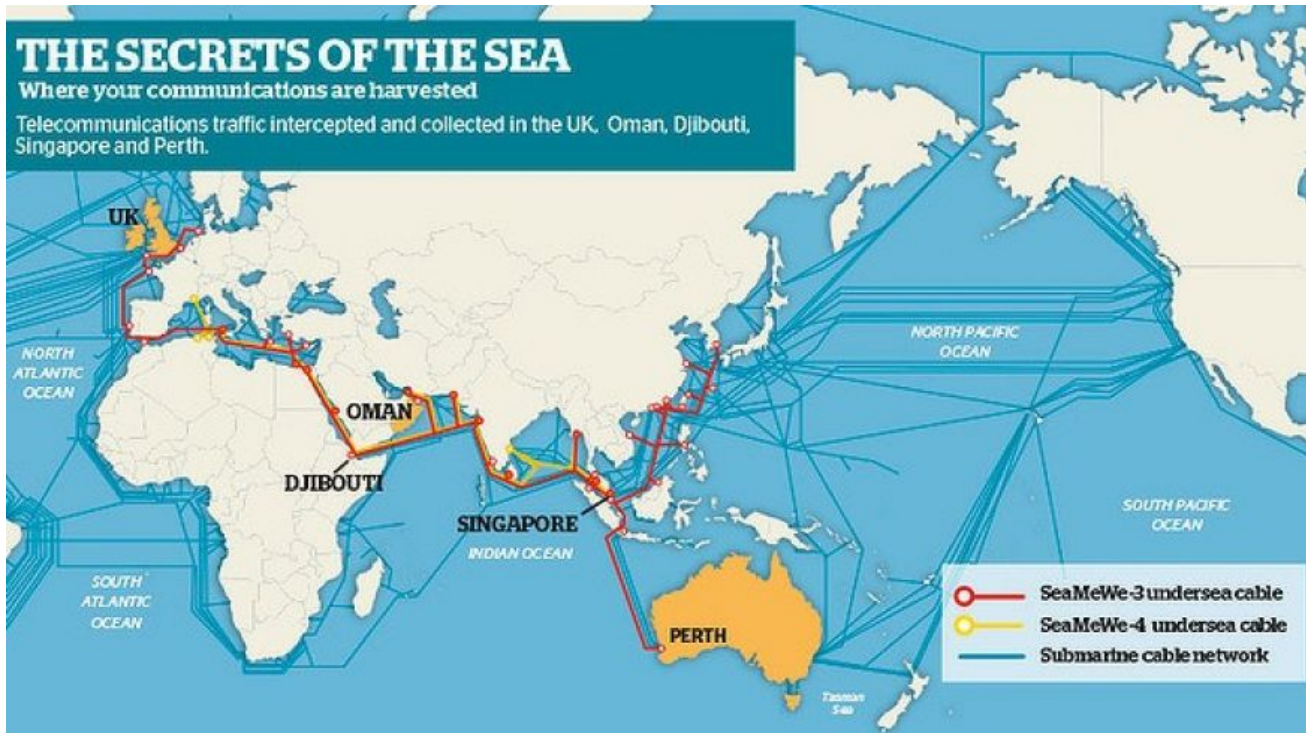 THE SECRETS OF THE SEA
Where your communications are harvested
Telecommunications traffic intercepted and collected in the UK, Oman, Djibouti,
Singapore and Perth.
UK
NORTH
ATLANTIC
OCEAN
OMAN
DJIBOUTI
SINGAPORE
INDIAN OCEAN
NORTH PACIFIC
OCEAN
SOUTH PACIFIC
OCEAN
SOUTH
ATLANTIC
OCEAN
PERTH
Tasman
Sea
SeaMeWe-3 undersea cable
SeaMeWe-4 undersea cable
Submarine cable network